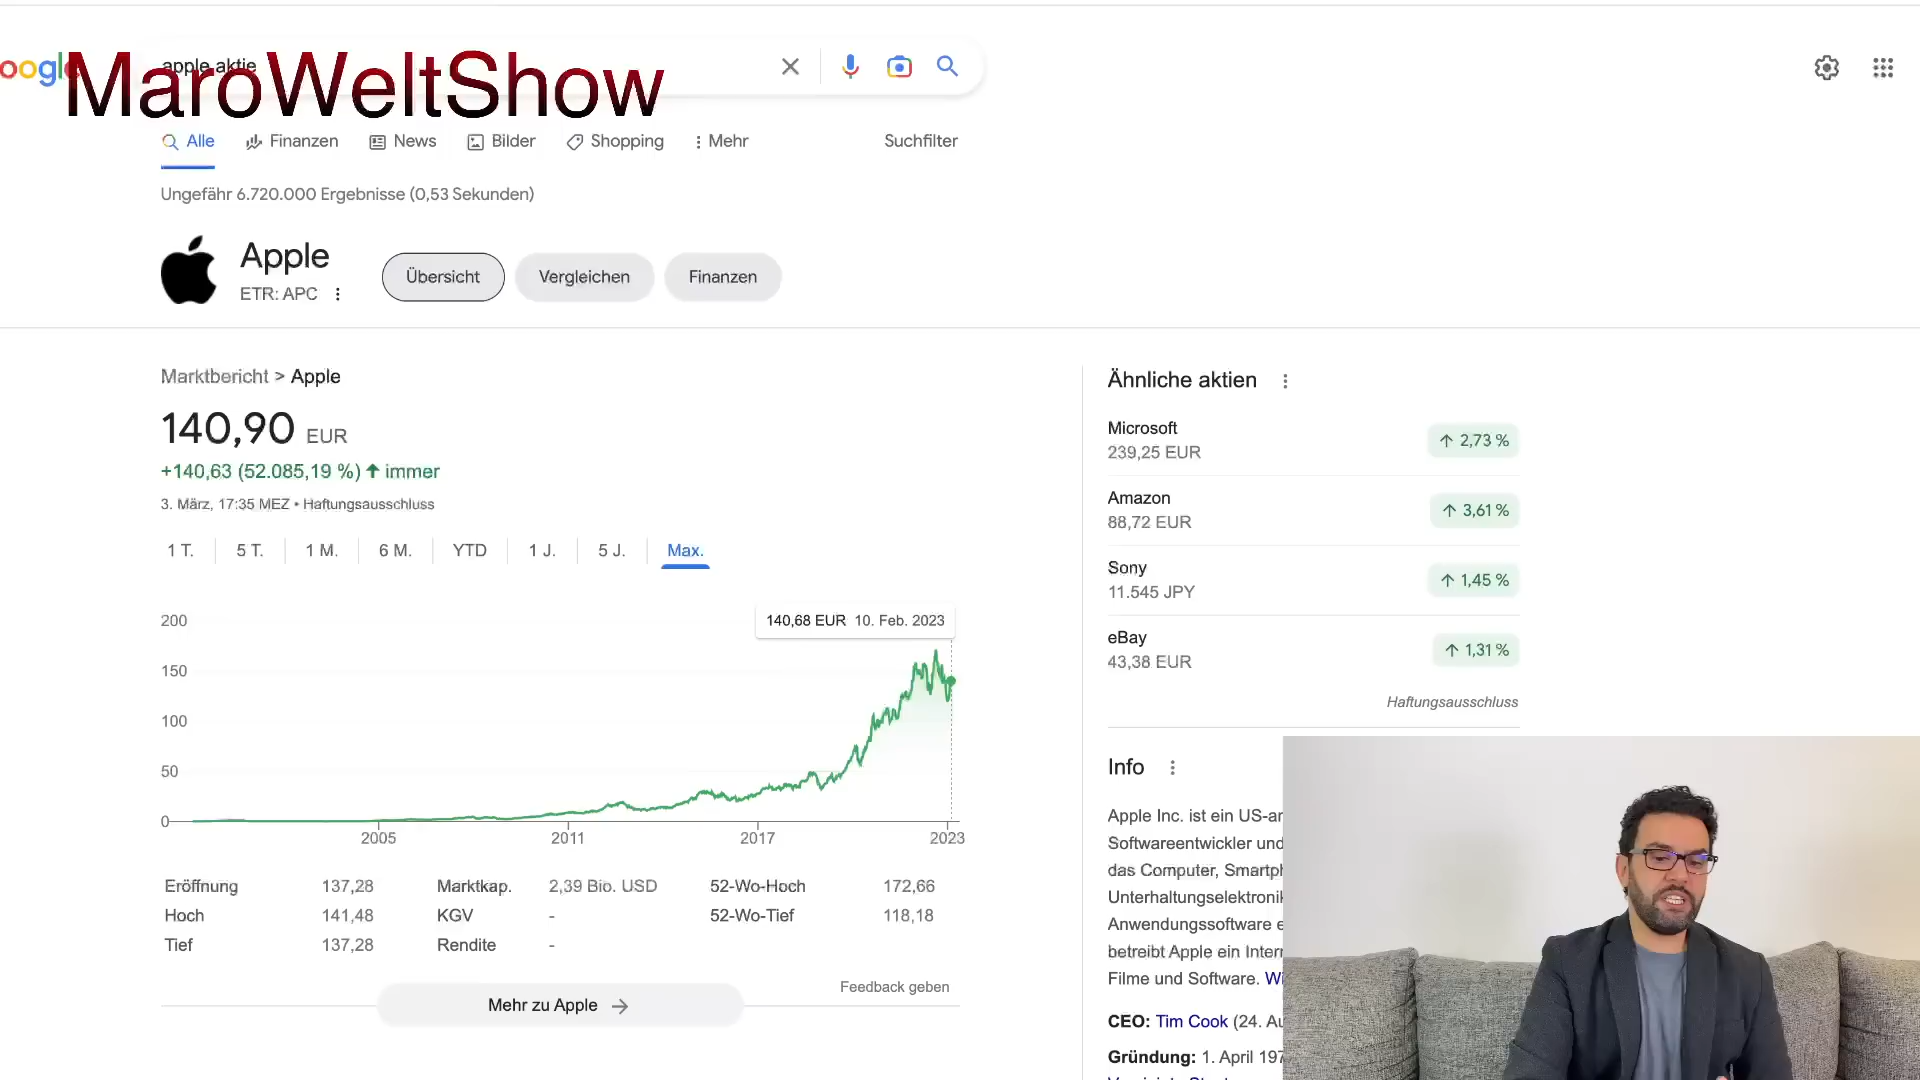 MaroWeltShow
apple aktie
Alle
Finanzen
News
Bilder
Shopping
Mehr
Suchfilter
Ungefähr 6.720.000 Ergebnisse (0,53 Sekunden)
Apple
ETR: APC
Übersicht
Vergleichen
Finanzen
Marktbericht > Apple
140,90 EUR
+140,63 (52.085,19 %) ↑ immer
3. März, 17:35 MEZ • Haftungsausschluss
1 T.
5 T.
1 M.
6 M.
YTD
1 J.
5 J.
Max.
140,68 EUR 10. Feb. 2023
200
150
100
50
0
2005
2011
2017
2023
Eröffnung 137,28
Hoch 141,48
Tief 137,28
Marktkap. 2,39 Bio. USD
KGV -
Rendite -
52-Wo-Hoch 172,66
52-Wo-Tief 118,18
Feedback geben
Mehr zu Apple →
Ähnliche aktien
Microsoft
239,25 EUR
↑ 2,73 %
Amazon
88,72 EUR
↑ 3,61 %
Sony
11.545 JPY
↑ 1,45 %
eBay
43,38 EUR
↑ 1,31 %
Haftungsausschluss
Info
Apple Inc. ist ein
Softwareentwickler und
das Computer,
Unterhaltungselektronik
Anwendungssoftware
betreibt Apple ein
Filme und Software.
CEO: Tim Cook (24.
Gründung: 1. April